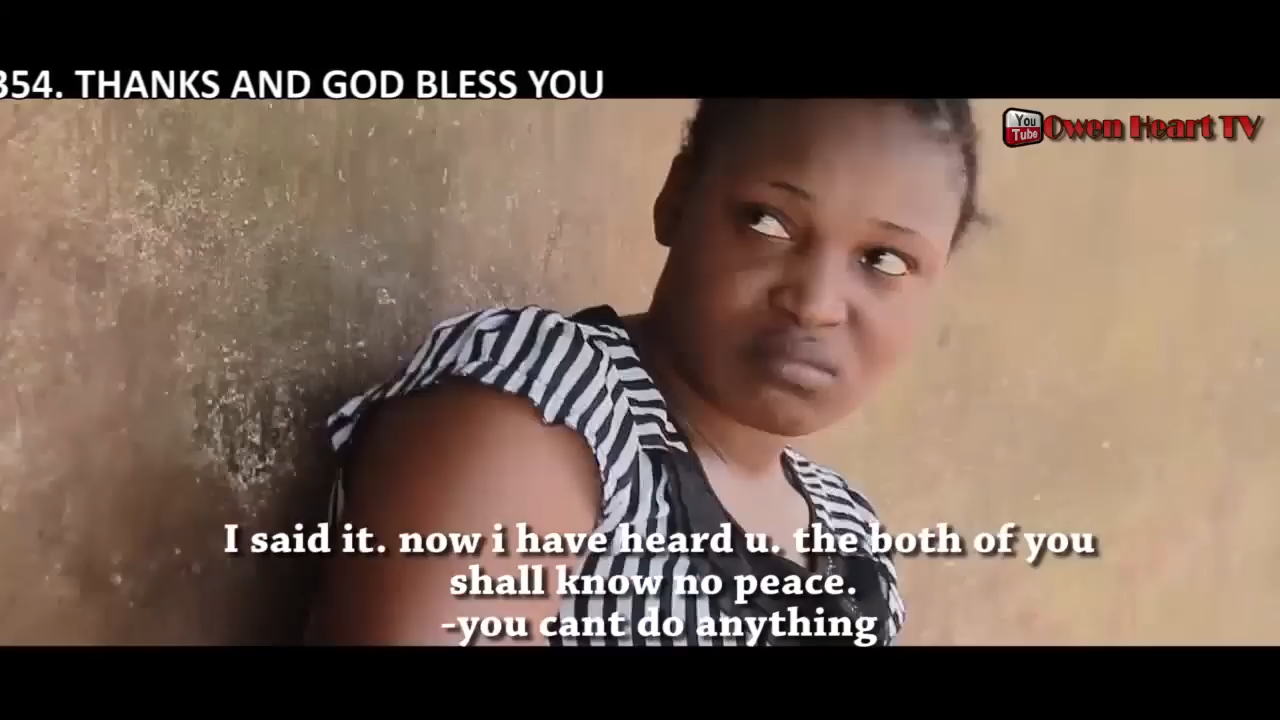 354. THANKS AND GOD BLESS YOU
You
Tube
Owen Heart TV
I said it. now i have heard u. the both of you
shall know no peace.
-you cant do anything